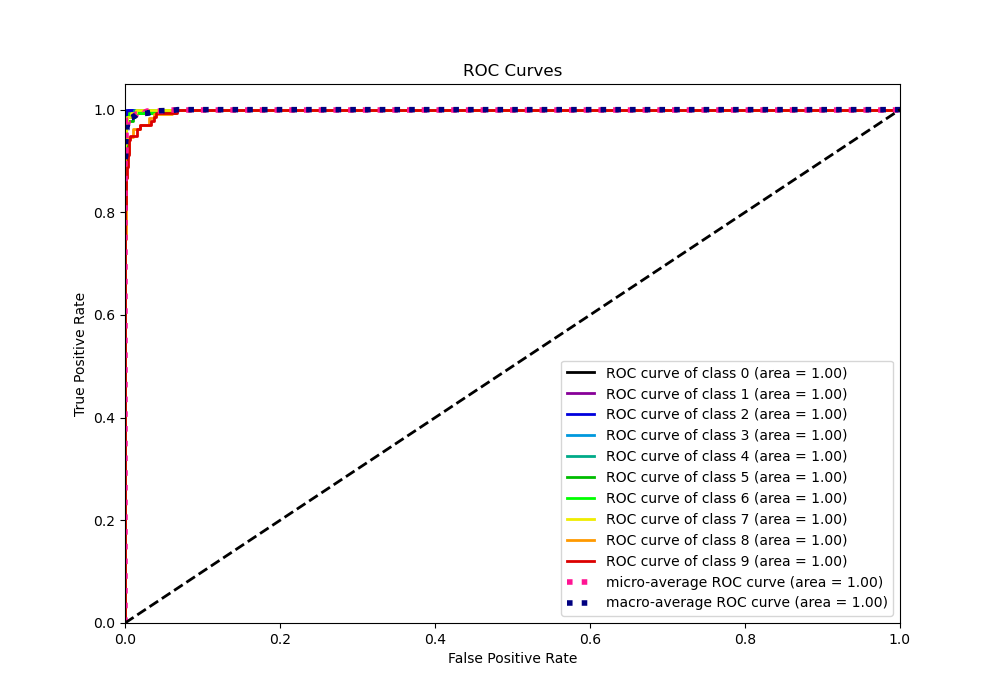 ROC Curves
1.0
0.8
0.6
0.4
0.2
0.0
True Positive Rate
ROC curve of class 0 (area = 1.00)
ROC curve of class 1 (area = 1.00)
ROC curve of class 2 (area = 1.00)
ROC curve of class 3 (area = 1.00)
ROC curve of class 4 (area = 1.00)
ROC curve of class 5 (area = 1.00)
ROC curve of class 6 (area = 1.00)
ROC curve of class 7 (area = 1.00)
ROC curve of class 8 (area = 1.00)
ROC curve of class 9 (area = 1.00)
micro-average ROC curve (area = 1.00)
macro-average ROC curve (area = 1.00)
0.0 0.2 0.4 0.6 0.8 1.0
False Positive Rate